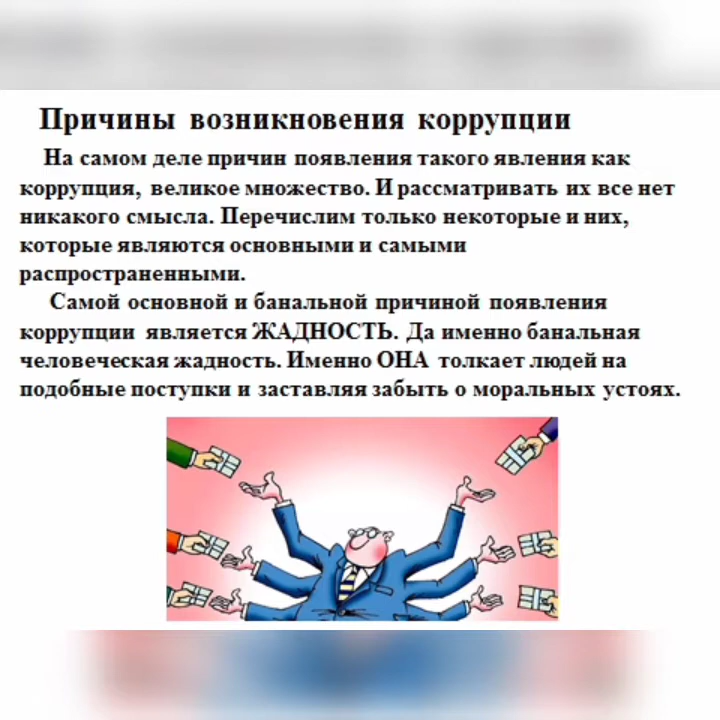 Причины возникновения коррупции
На самом деле причин появления такого явления как
коррупция, великое множество. И рассматривать их все нет
никакого смысла. Перечислим только некоторые и них,
которые являются основными и самыми
распространенными.
Самой основной и банальной причиной появления
коррупции является ЖАДНОСТЬ. Да именно банальная
человеческая жадность. Именно ОНА толкает людей на
подобные поступки и заставляя забыть о моральных устоях.